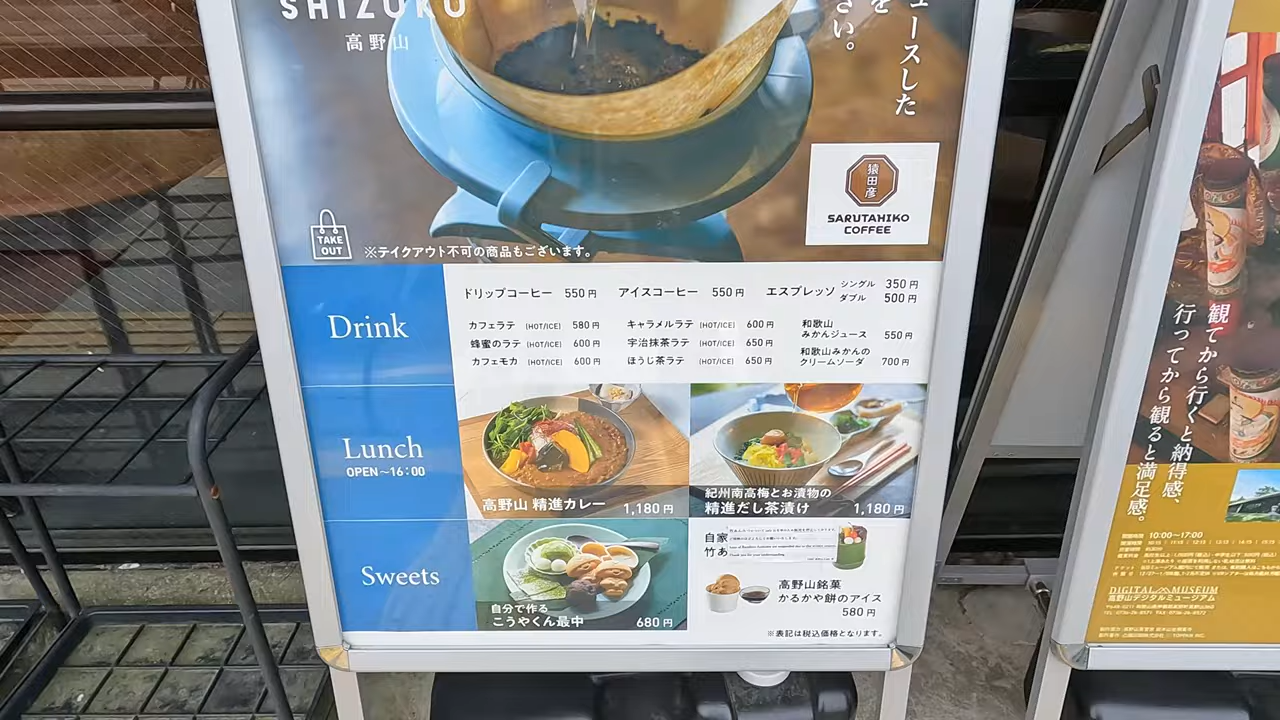 SHIZUKU
高野山
ュースした
を
さい。
猿田彦
SARUTAHIKO
COFFEE
TAKE
OUT
※テイクアウト不可の商品もございます。
Drink
ドリップコーヒー 550円 アイスコーヒー 550円 エスプレッソ シングル 350円
ダブル 500円
カフェラテ (HOT/ICE) 580円 キャラメルラテ (HOT/ICE) 600円 和歌山
みかんジュース 550円
蜂蜜のラテ (HOT/ICE) 600円 宇治抹茶ラテ (HOT/ICE) 650円
カフェモカ (HOT/ICE) 600円 ほうじ茶ラテ (HOT/ICE) 650円 和歌山みかんの
クリームソーダ 700円
Lunch
OPEN~16:00
高野山 精進カレー 1,180円
紀州南高梅とお漬物の
精進だし茶漬け 1,180円
Sweets
自分で作る
こうやくん最中 680円
自家
竹あ
高野山銘菓
かるかや餅のアイス
580円
※表記は税込価格となります。
観てから行くと納得感、
行ってから観ると満足感。
10:00~17:00
DIGITAL MUSEUM
高野山デジタルミュージアム